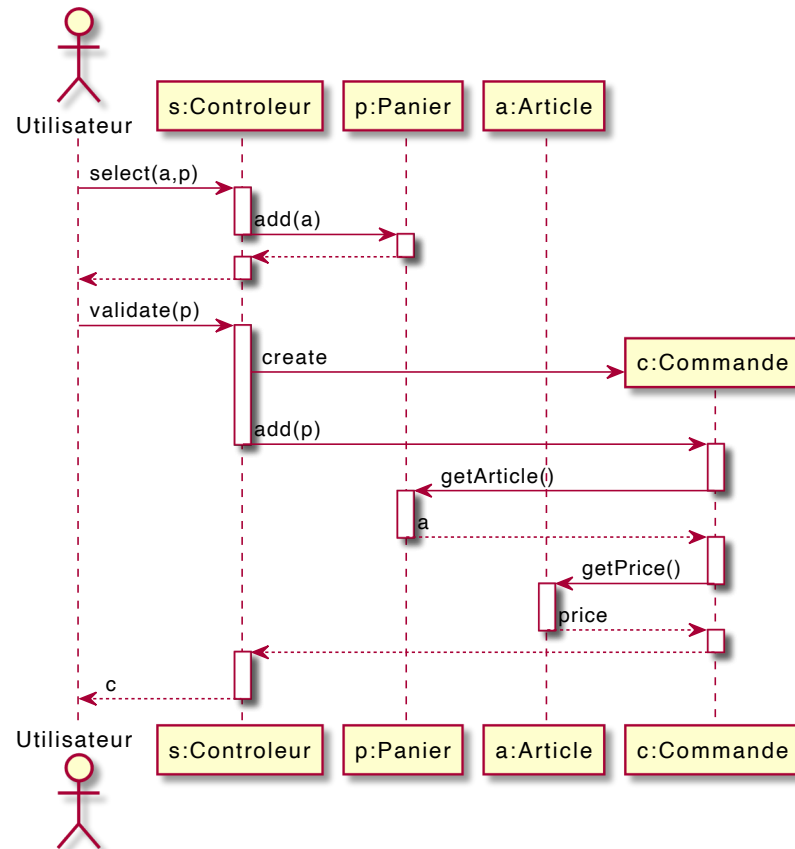 Utilisateur
s:Controleur
p:Panier
a:Article
select(a,p)
add(a)
validate(p)
create
c:Commande
add(p)
getArticle()
a
getPrice()
price
c
Utilisateur
s:Controleur
p:Panier
a:Article
c:Commande